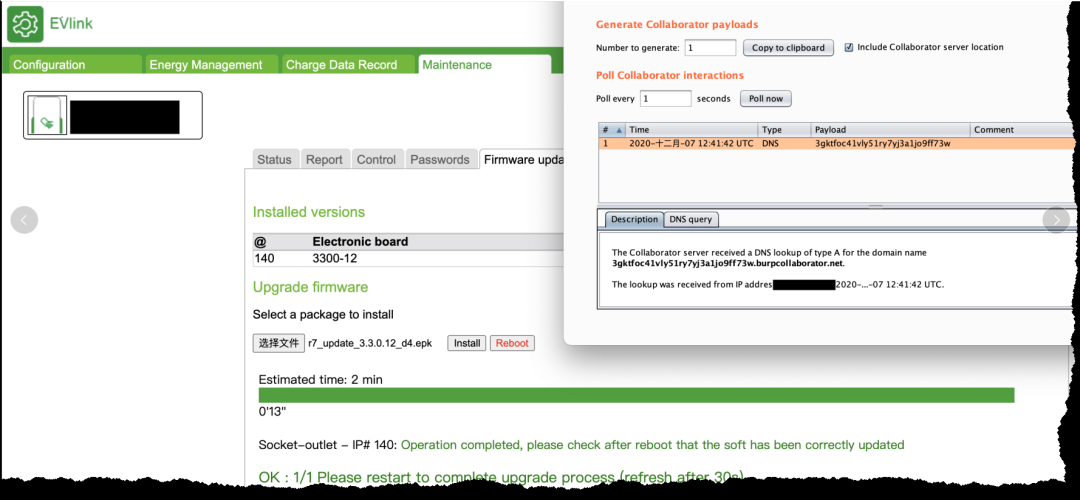 EVlink
Configuration
Energy Management
Charge Data Record
Maintenance
Status
Report
Control
Passwords
Firmware upda
Installed versions
@ Electronic board
140 3300-12
Upgrade firmware
Select a package to install
选择文件 r7_update_3.3.0.12_d4.epk Install Reboot
Estimated time: 2 min
0'13"
Socket-outlet - IP# 140: Operation completed, please check after reboot that the soft has been correctly updated
OK : 1/1 Please restart to complete upgrade process (refresh after 30s)
Generate Collaborator payloads
Number to generate: 1 Copy to clipboard Include Collaborator server location
Poll Collaborator interactions
Poll every 1 seconds Poll now
# Time Type Payload Comment
1 2020-十二月-07 12:41:42 UTC DNS 3gktfoc41vly51ry7yj3a1jo9ff73w
Description DNS query
The Collaborator server received a DNS lookup of type A for the domain name
3gktfoc41vly51ry7yj3a1jo9ff73w.burpcollaborator.net.
The lookup was received from IP addres 2020-...-07 12:41:42 UTC.